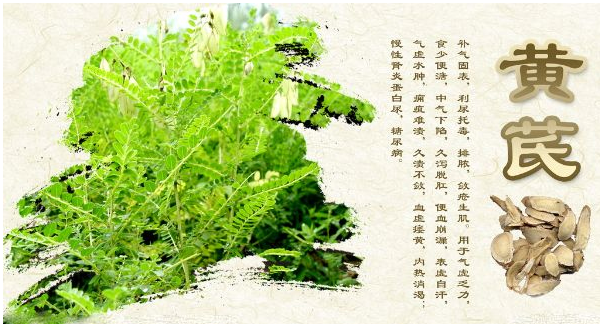 黄芪
补气固表，利尿托毒，排脓，敛疮生肌。用于气虚乏力，
食少便溏，中气下陷，久泻脱肛，便血崩漏，表虚自汗，
气虚水肿，痈疽难溃，久溃不敛，血虚痿黄，内热消渴；
慢性肾炎蛋白尿，糖尿病。